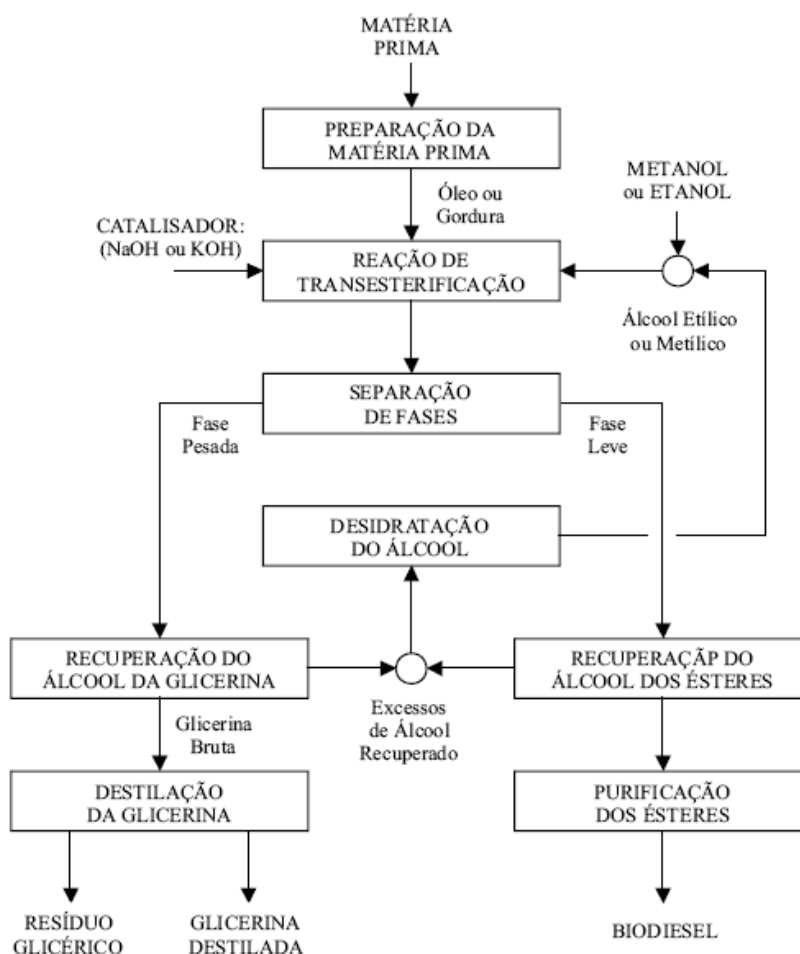 MATÉRIA
PRIMA
PREPARAÇÃO DA
MATÉRIA PRIMA
METANOL
ou ETANOL
Óleo ou
Gordura
CATALISADOR:
(NaOH ou KOH)
REAÇÃO DE
TRANSESTERIFICAÇÃO
Álcool Etílico
ou Metílico
SEPARAÇÃO
DE FASES
Fase
Pesada
Fase
Leve
DESIDRATAÇÃO
DO ÁLCOOL
RECUPERAÇÃO DO
ÁLCOOL DA GLICERINA
RECUPERAÇÃP DO
ÁLCOOL DOS ÉSTERES
Glicerina
Bruta
Excessos
de Álcool
Recuperado
DESTILAÇÃO
DA GLICERINA
PURIFICAÇÃO
DOS ÉSTERES
RESÍDUO
GLICÉRICO
GLICERINA
DESTILADA
BIODIESEL